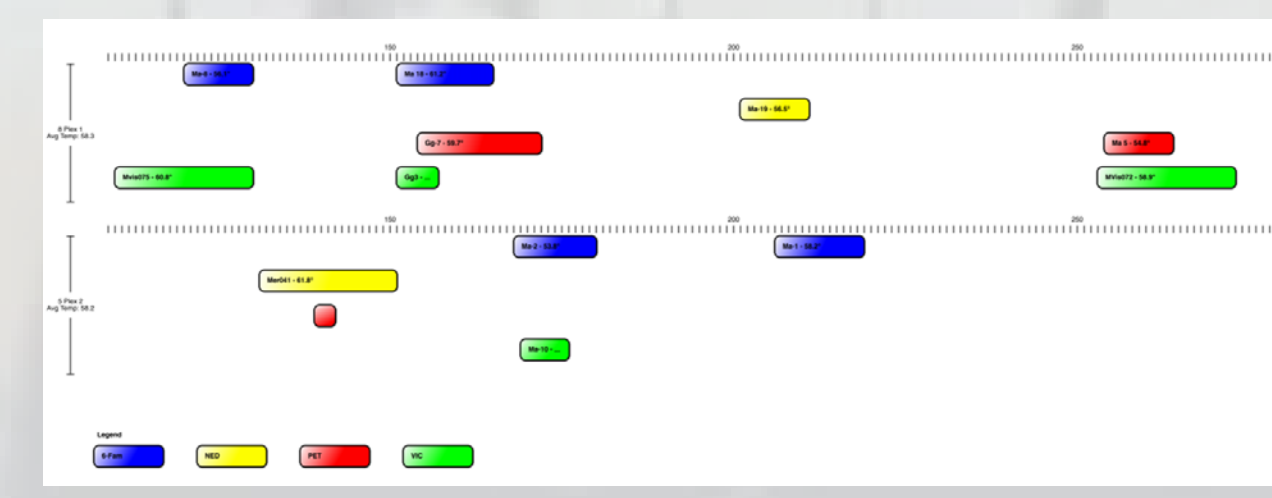 150 200 250
Ma-8 - 56.1° Ma 18 - 61.2°
Ma-19 - 56.5°
8 Plex 1
Avg Temp: 58.3
Gg-7 - 59.7° Ma 5 - 54.8°
Mvis075 - 60.8° Gg3 - ... MVis072 - 58.9°
150 200 250
Ma-2 - 53.8° Ma-1 - 58.2°
Mer041 - 61.8°
5 Plex 2
Avg Temp: 58.2
Ma-10 - ...
Legend
6-Fam NED PET VIC